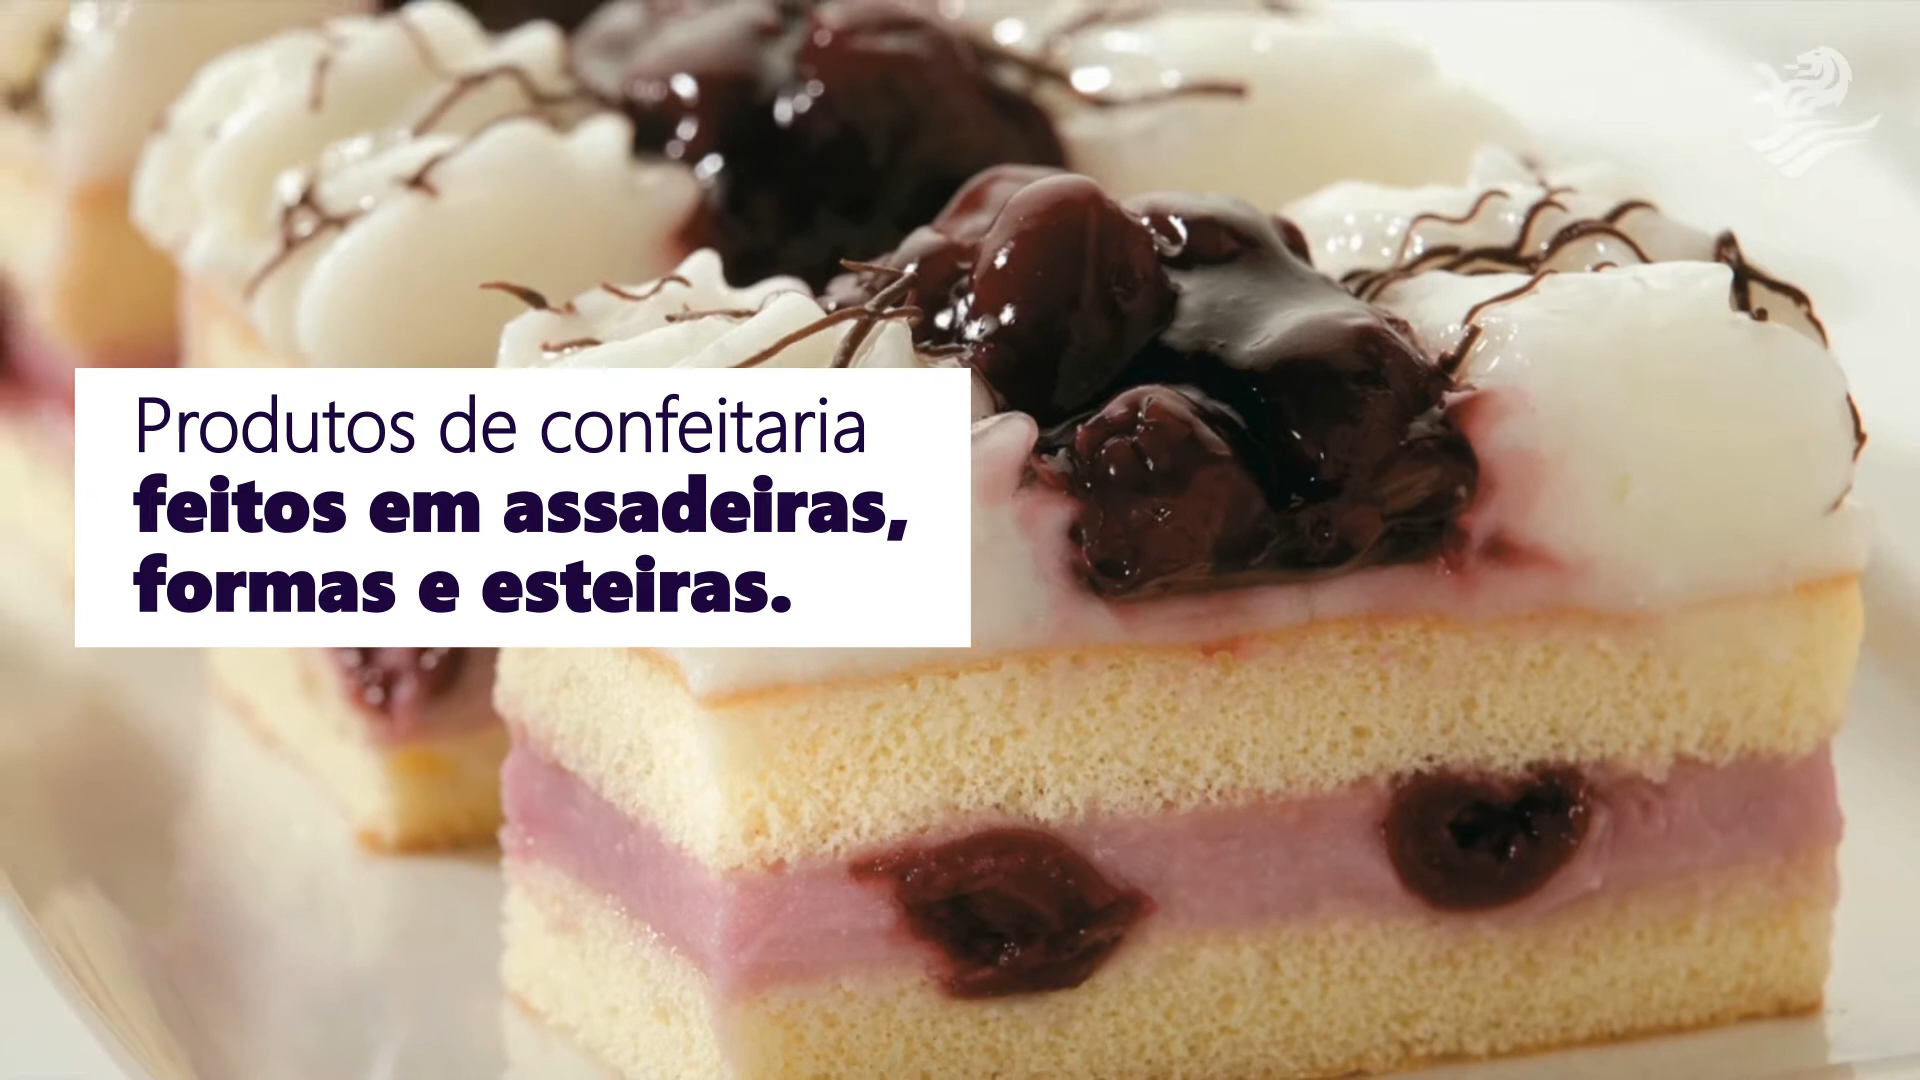 Produtos de confeitaria
feitos em assadeiras,
formas e esteiras.